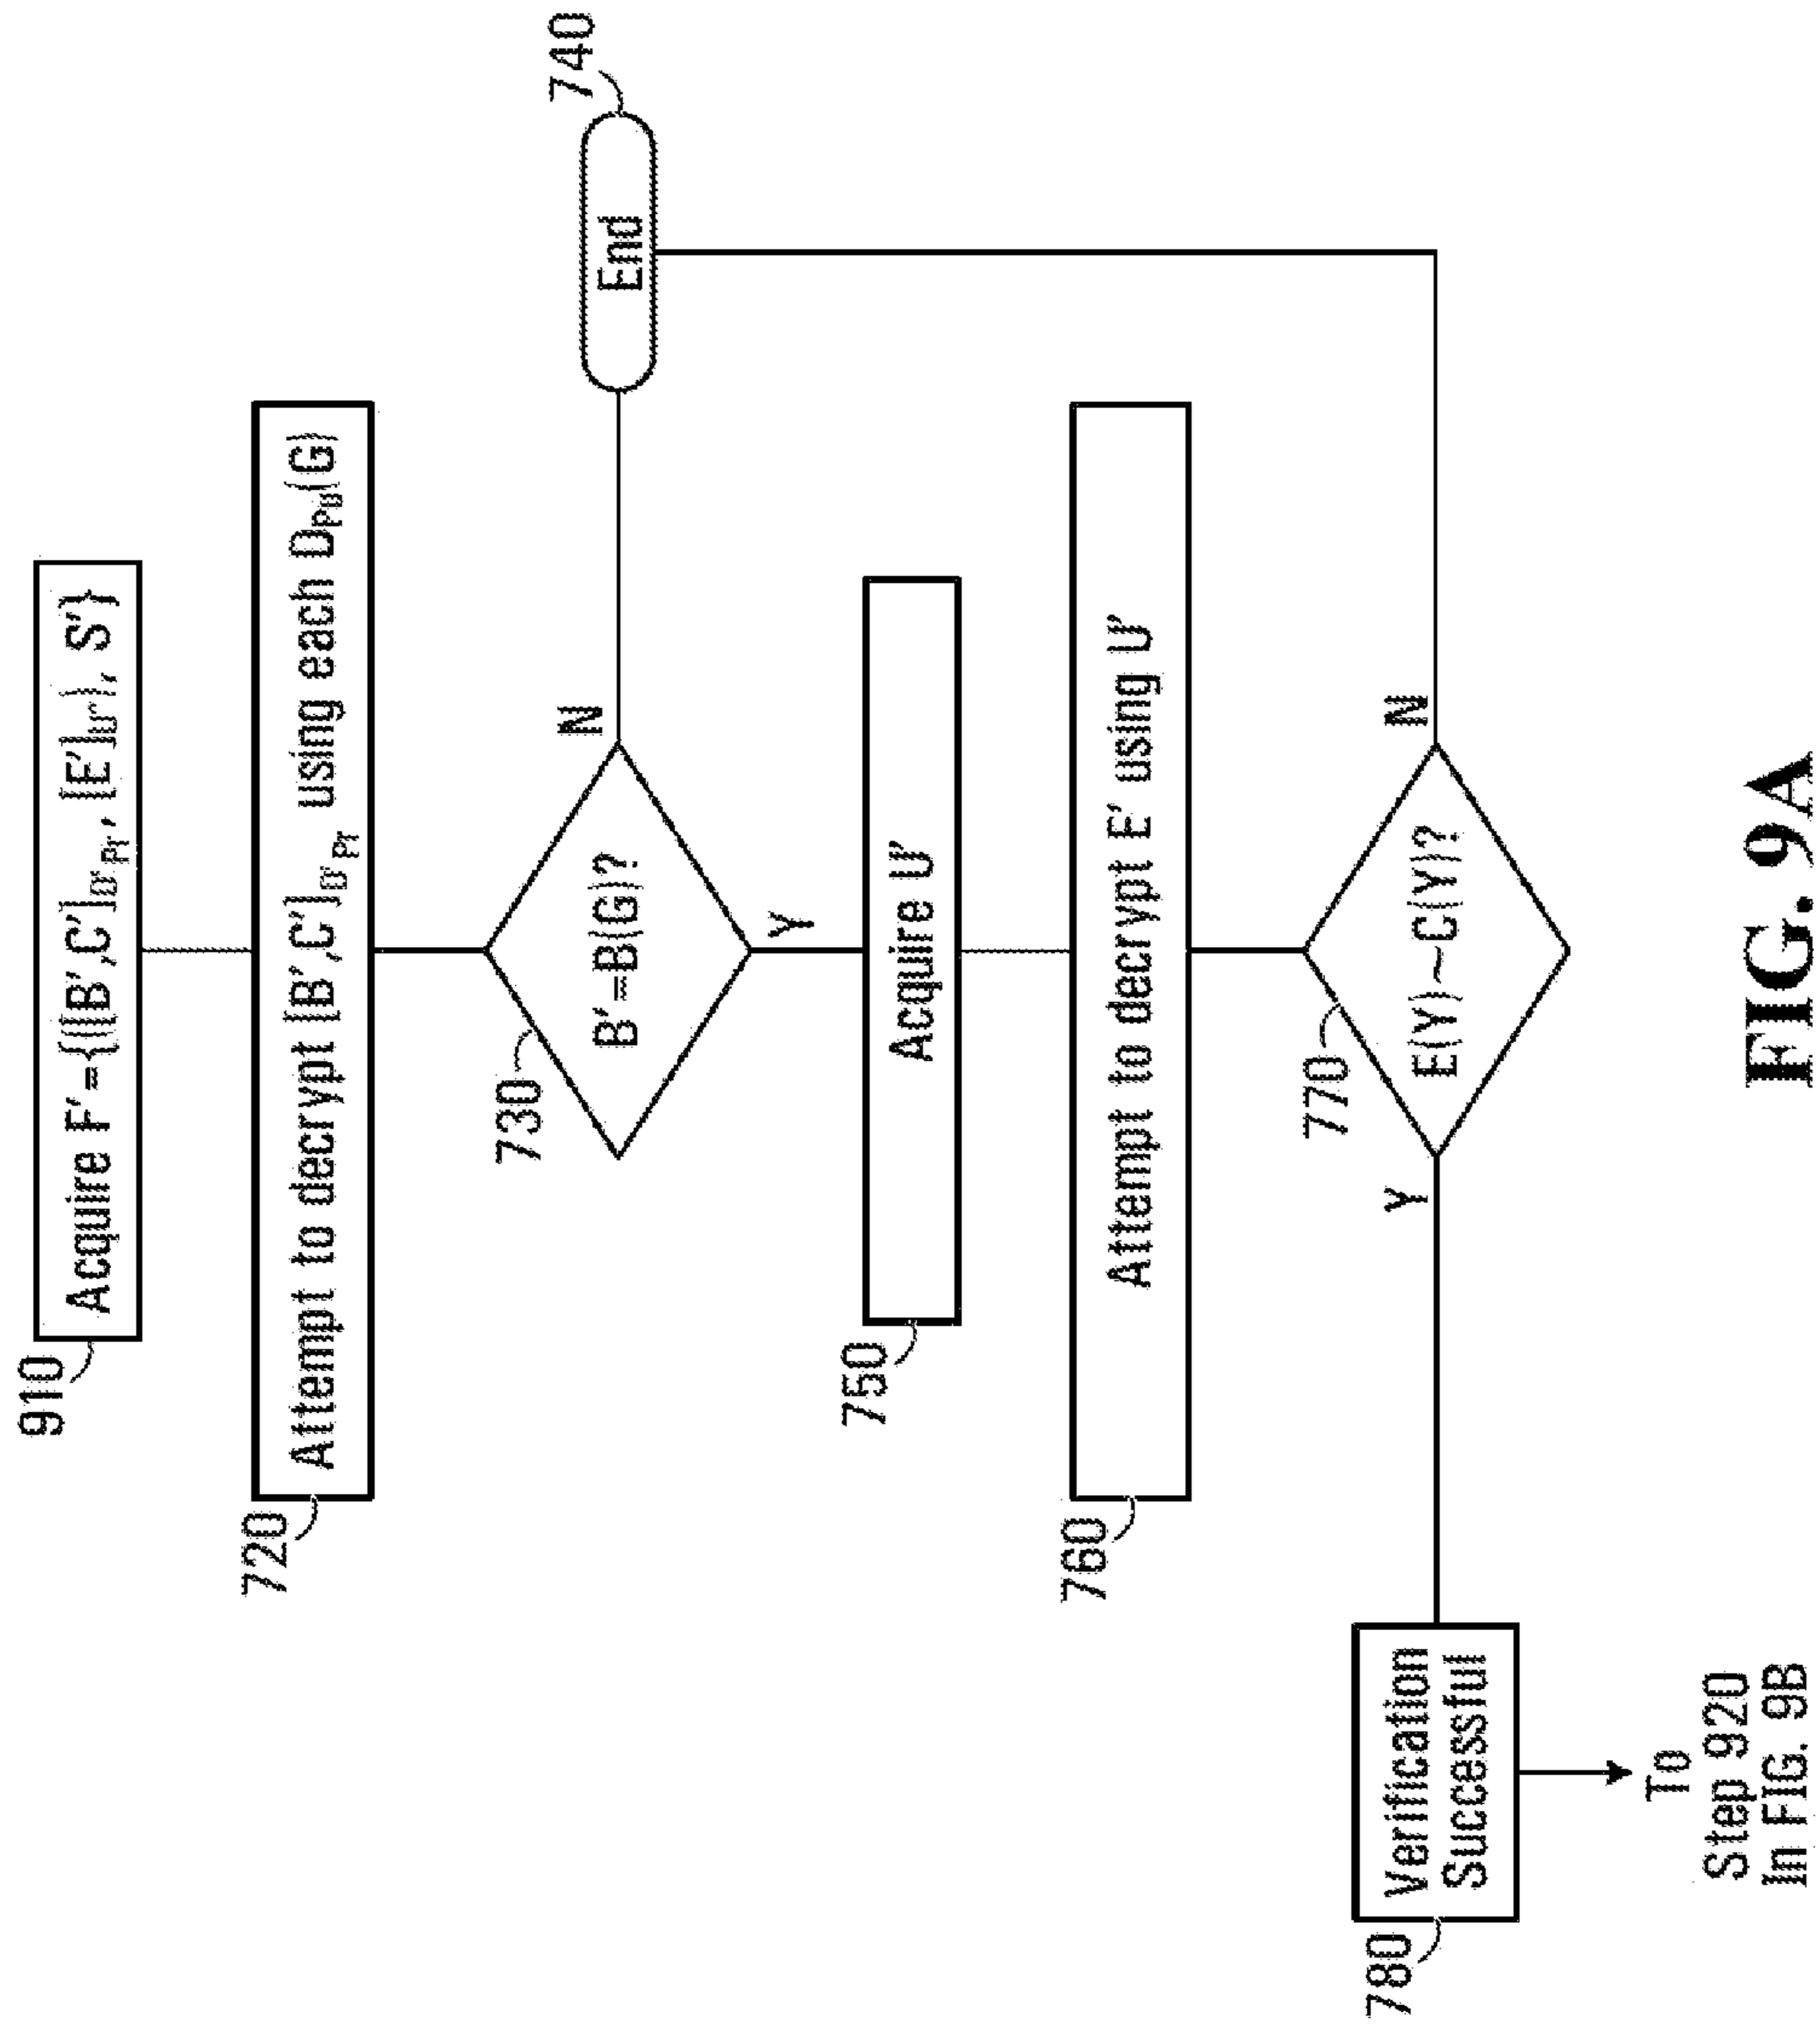 910
Acquire F'={([B',C']D'Pr, [E']U'), S'}
720
Attempt to decrypt [B',C']D'Pr using each DPu(G)
730
B'=B(G)?
N
End
740
Y
750
Acquire U'
760
Attempt to decrypt E' using U'
770
E(Y)~C(Y)?
N
Y
780
Verification
Successful
To
Step 920
In FIG. 9B
FIG. 9A